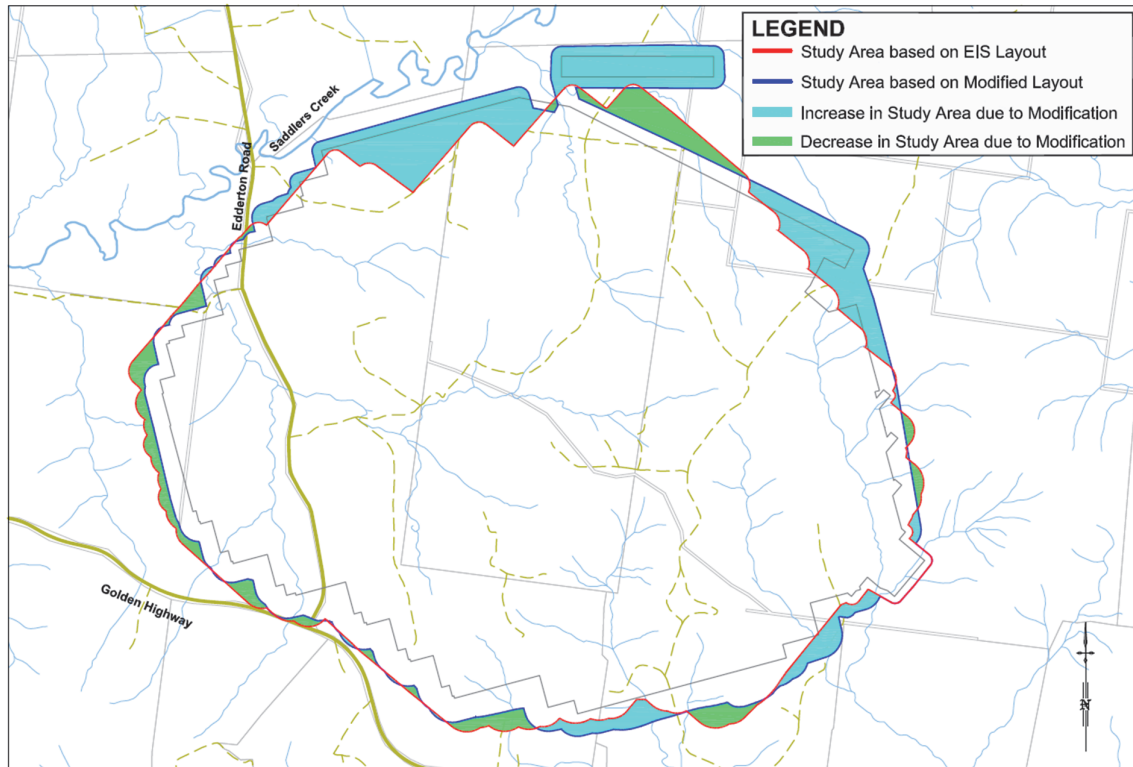 LEGEND
Study Area based on EIS Layout
Study Area based on Modified Layout
Increase in Study Area due to Modification
Decrease in Study Area due to Modification
Saddlers Creek
Edderton Road
Golden Highway
N